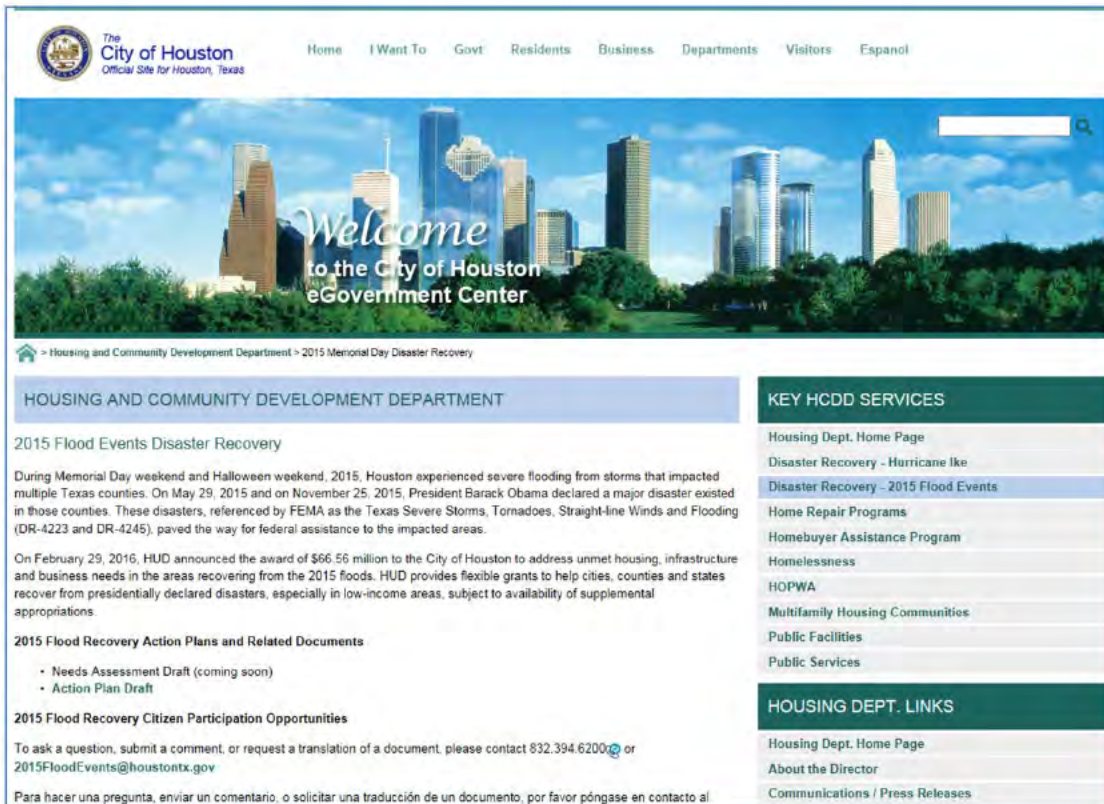 The
City of Houston
Official Site for Houston, Texas
Home I Want To Govt Residents Business Departments Visitors Espanol
Welcome
to the City of Houston
eGovernment Center
> Housing and Community Development Department > 2015 Memorial Day Disaster Recovery
HOUSING AND COMMUNITY DEVELOPMENT DEPARTMENT
2015 Flood Events Disaster Recovery
During Memorial Day weekend and Halloween weekend, 2015, Houston experienced severe flooding from storms that impacted
multiple Texas counties. On May 29, 2015 and on November 25, 2015, President Barack Obama declared a major disaster existed
in those counties. These disasters, referenced by FEMA as the Texas Severe Storms, Tornadoes, Straight-line Winds and Flooding
(DR-4223 and DR-4245), paved the way for federal assistance to the impacted areas.
On February 29, 2016, HUD announced the award of $66.56 million to the City of Houston to address unmet housing, infrastructure
and business needs in the areas recovering from the 2015 floods. HUD provides flexible grants to help cities, counties and states
recover from presidentially declared disasters, especially in low-income areas, subject to availability of supplemental
appropriations.
2015 Flood Recovery Action Plans and Related Documents
• Needs Assessment Draft (coming soon)
• Action Plan Draft
2015 Flood Recovery Citizen Participation Opportunities
To ask a question, submit a comment, or request a translation of a document, please contact 832.394.6200 or
2015FloodEvents@houstontx.gov
Para hacer una pregunta, enviar un comentario, o solicitar una traducción de un documento, por favor póngase en contacto al
KEY HCDD SERVICES
Housing Dept. Home Page
Disaster Recovery - Hurricane Ike
Disaster Recovery - 2015 Flood Events
Home Repair Programs
Homebuyer Assistance Program
Homelessness
HOPWA
Multifamily Housing Communities
Public Facilities
Public Services
HOUSING DEPT. LINKS
Housing Dept. Home Page
About the Director
Communications / Press Releases